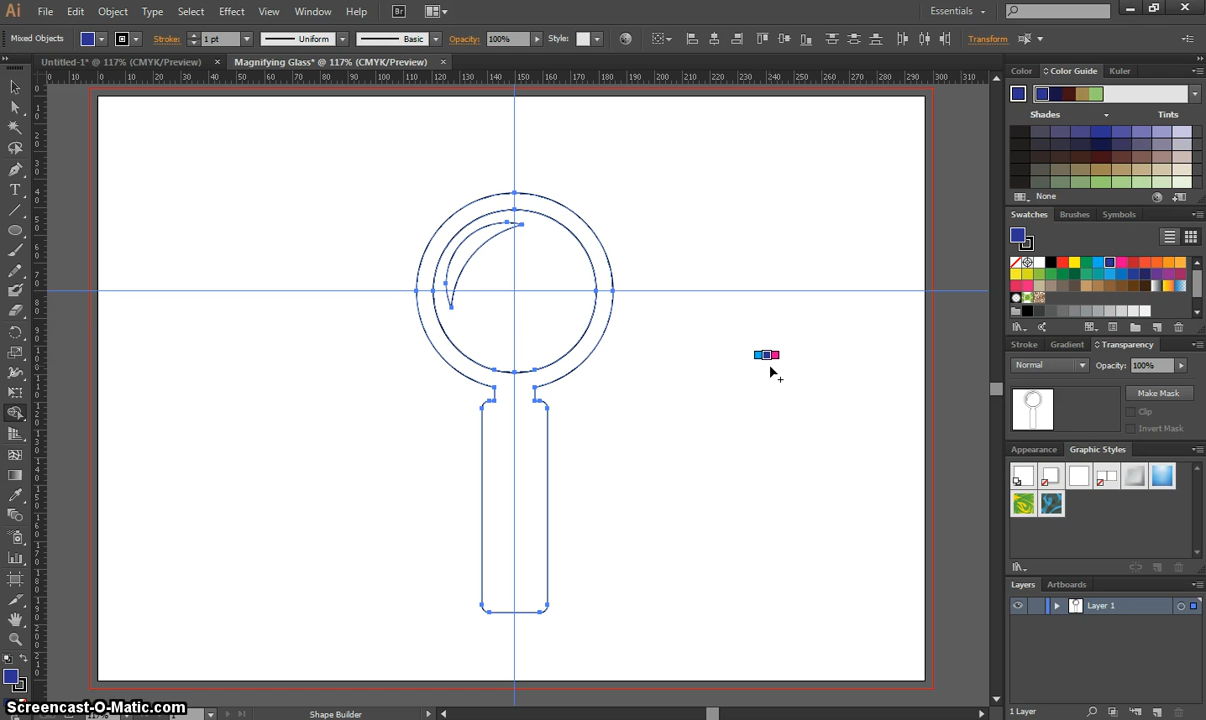 Ai File Edit Object Type Select Effect View Window Help Br Essentials
Mixed Objects Stroke: 1 pt Uniform Basic Opacity: 100% Style: Transform
Untitled-1* @ 117% (CMYK/Preview) × Magnifying Glass* @ 117% (CMYK/Preview) ×
Color Color Guide Kuler
Shades Tints
None
Swatches Brushes Symbols
Stroke Gradient Transparency
Normal Opacity: 100%
Make Mask
Clip
Invert Mask
Appearance Graphic Styles
Layers Artboards
Layer 1
1 Layer
Shape Builder
Screencast-O-Matic.com